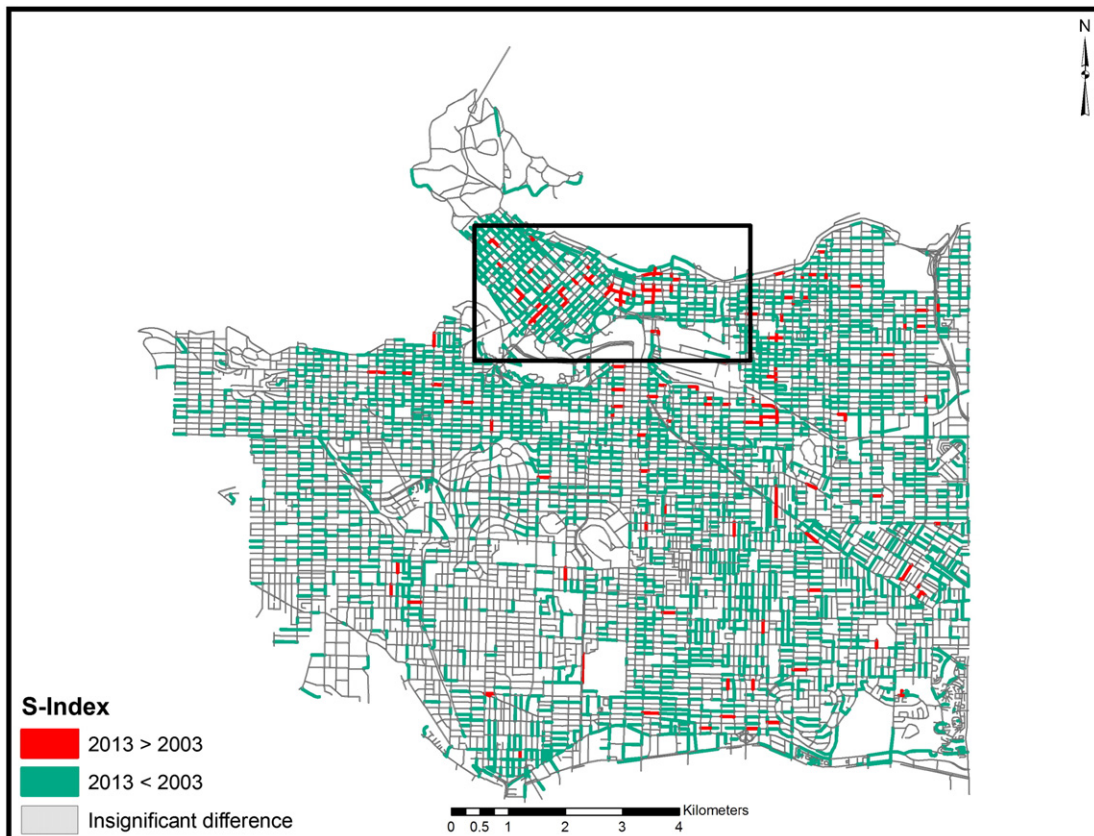 N
S-Index
2013 > 2003
2013 < 2003
Insignificant difference
Kilometers
0 0.5 1 2 3 4